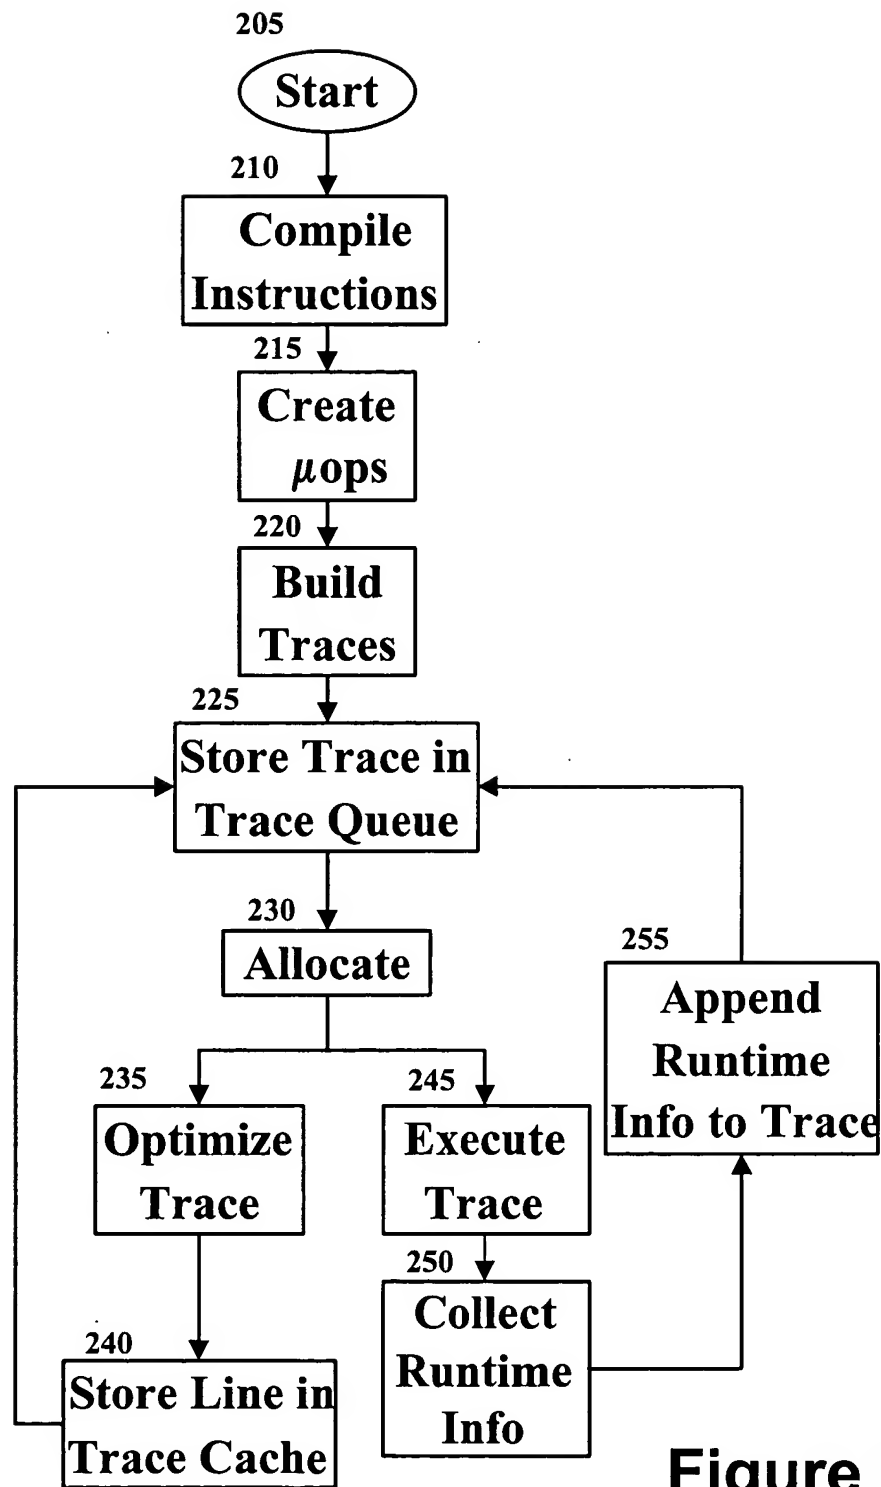 205
Start
210
Compile
Instructions
215
Create
μops
220
Build
Traces
225
Store Trace in
Trace Queue
230
Allocate
235
Optimize
Trace
240
Store Line in
Trace Cache
245
Execute
Trace
250
Collect
Runtime
Info
255
Append
Runtime
Info to Trace
Figure